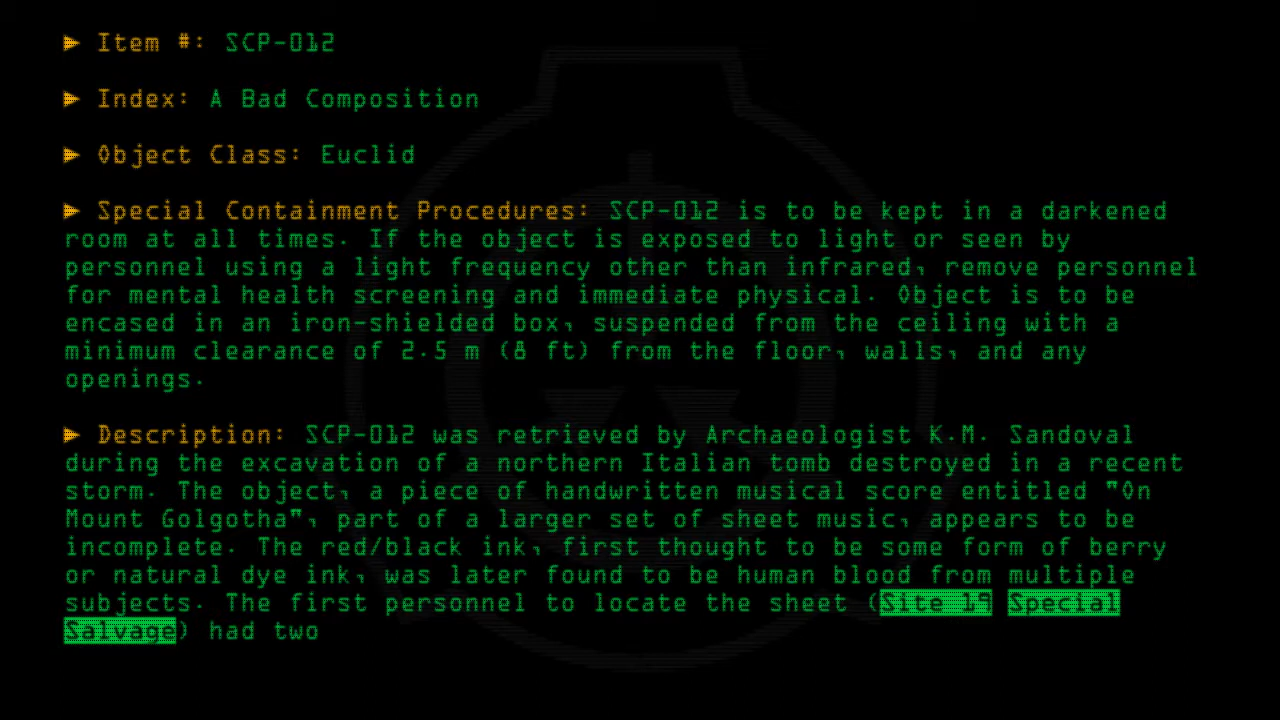 ► Item #: SCP-012
► Index: A Bad Composition
► Object Class: Euclid
► Special Containment Procedures: SCP-012 is to be kept in a darkened
room at all times. If the object is exposed to light or seen by
personnel using a light frequency other than infrared, remove personnel
for mental health screening and immediate physical. Object is to be
encased in an iron-shielded box, suspended from the ceiling with a
minimum clearance of 2.5 m (8 ft) from the floor, walls, and any
openings.
► Description: SCP-012 was retrieved by Archaeologist K.M. Sandoval
during the excavation of a northern Italian tomb destroyed in a recent
storm. The object, a piece of handwritten musical score entitled "On
Mount Golgotha", part of a larger set of sheet music, appears to be
incomplete. The red/black ink, first thought to be some form of berry
or natural dye ink, was later found to be human blood from multiple
subjects. The first personnel to locate the sheet (Site 19 Special
Salvage) had two